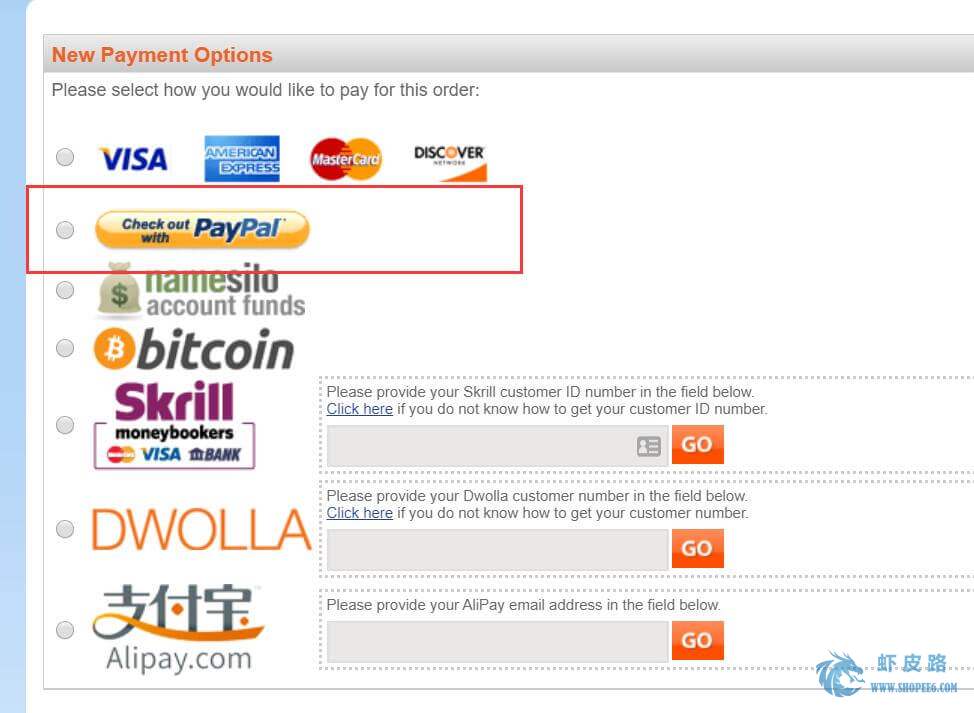 New Payment Options
Please select how you would like to pay for this order:
VISA AMERICAN EXPRESS MasterCard DISCOVER NETWORK
Check out with PayPal
namesilo
account funds
bitcoin
Skrill
moneybookers
VISA BANK
Please provide your Skrill customer ID number in the field below.
Click here if you do not know how to get your customer ID number.
GO
DWOLLA
Please provide your Dwolla customer number in the field below.
Click here if you do not know how to get your customer number.
GO
支付宝
Alipay.com
Please provide your AliPay email address in the field below.
GO
虾皮路
WWW.SHOPEE6.COM